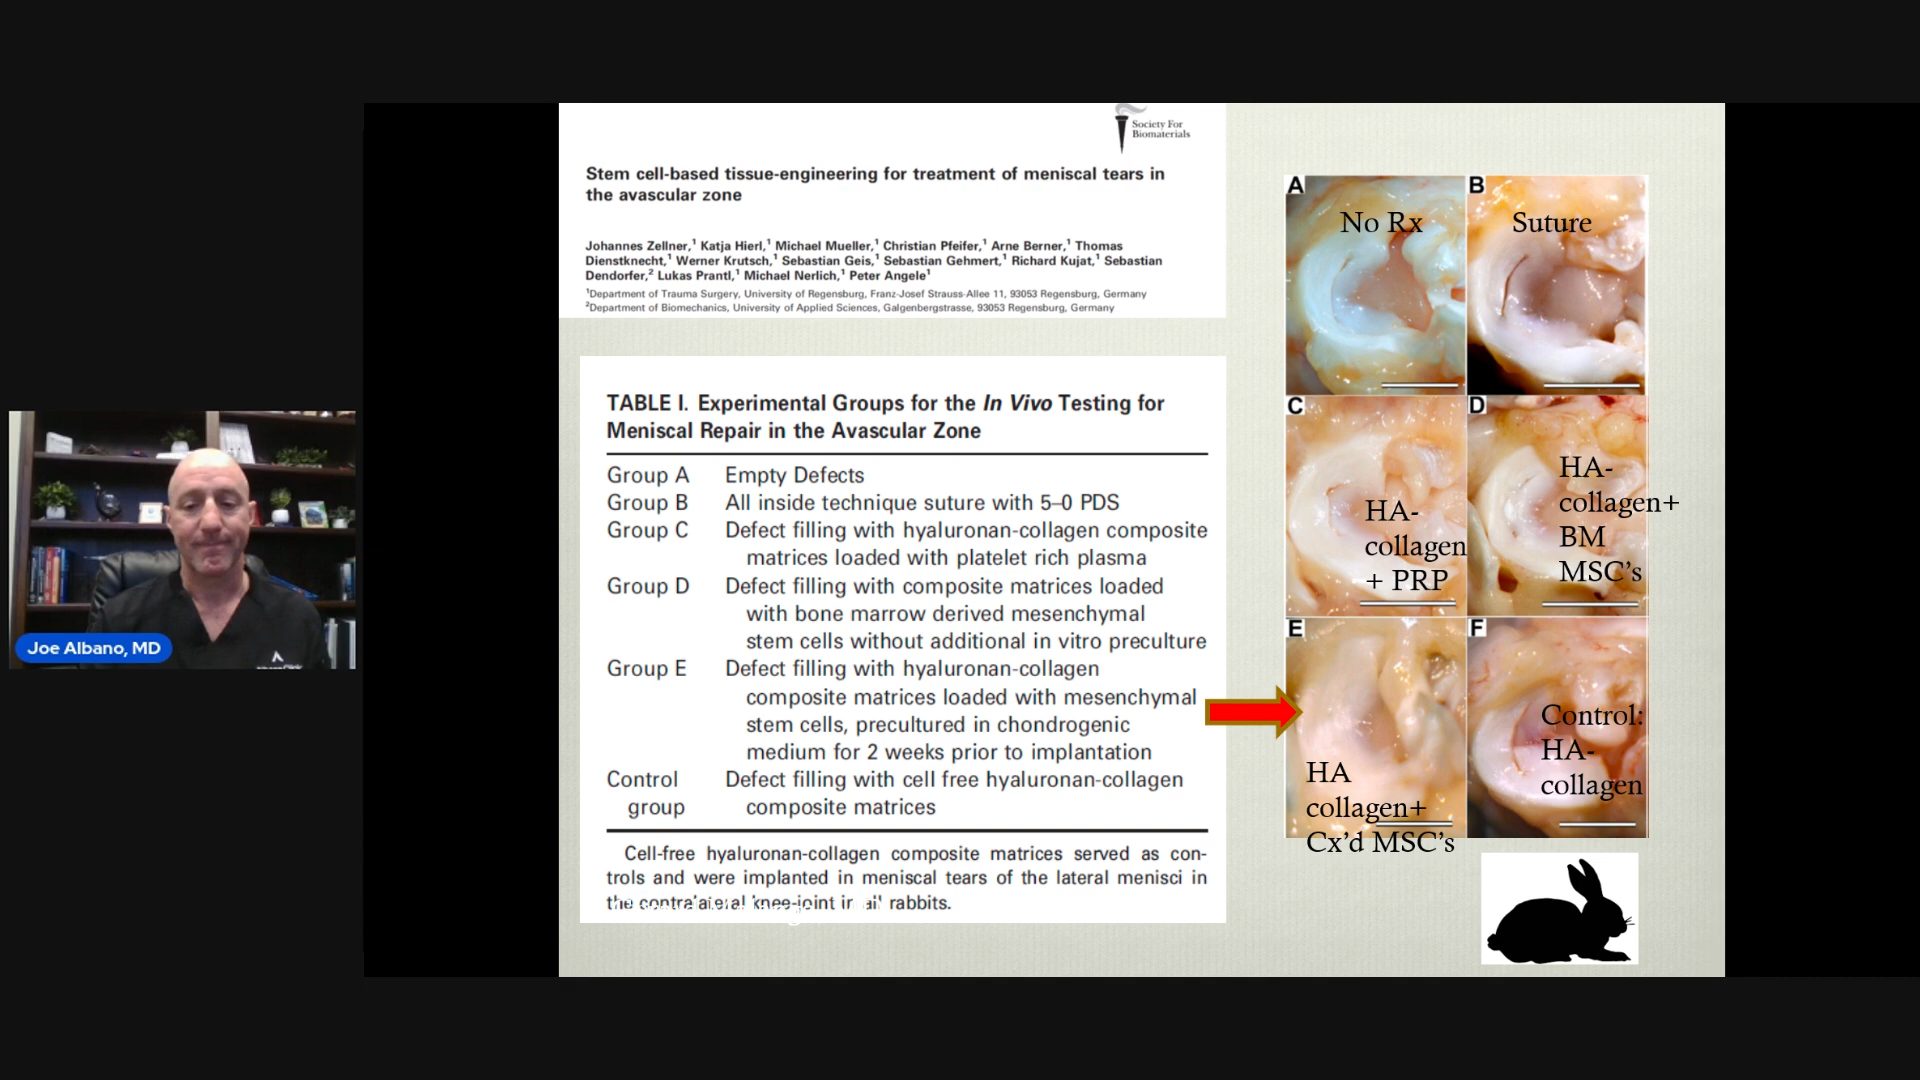 Society For
Biomaterials
Stem cell-based tissue-engineering for treatment of meniscal tears in
the avascular zone
Johannes Zellner,1 Katja Hierl,1 Michael Mueller,1 Christian Pfeifer,1 Arne Berner,1 Thomas
Dienstknecht,1 Werner Krutsch,1 Sebastian Geis,1 Sebastian Gehmert,1 Richard Kujat,1 Sebastian
Dendorfer,2 Lukas Prantl,1 Michael Nerlich,1 Peter Angele1
1Department of Trauma Surgery, University of Regensburg, Franz-Josef Strauss-Allee 11, 93053 Regensburg, Germany
2Department of Biomechanics, University of Applied Sciences, Galgenbergstrasse, 93053 Regensburg, Germany
TABLE I. Experimental Groups for the In Vivo Testing for
Meniscal Repair in the Avascular Zone
Group A Empty Defects
Group B All inside technique suture with 5–0 PDS
Group C Defect filling with hyaluronan-collagen composite
matrices loaded with platelet rich plasma
Group D Defect filling with composite matrices loaded
with bone marrow derived mesenchymal
stem cells without additional in vitro preculture
Group E Defect filling with hyaluronan-collagen
composite matrices loaded with mesenchymal
stem cells, precultured in chondrogenic
medium for 2 weeks prior to implantation
Control Defect filling with cell free hyaluronan-collagen
group composite matrices
Cell-free hyaluronan-collagen composite matrices served as con-
trols and were implanted in meniscal tears of the lateral menisci in
the contralateral knee-joint in all rabbits.
A
No Rx
B
Suture
C
HA-
collagen
+ PRP
D
HA-
collagen+
BM
MSC's
E
HA
collagen+
Cx'd MSC's
F
Control:
HA-
collagen
Joe Albano, MD